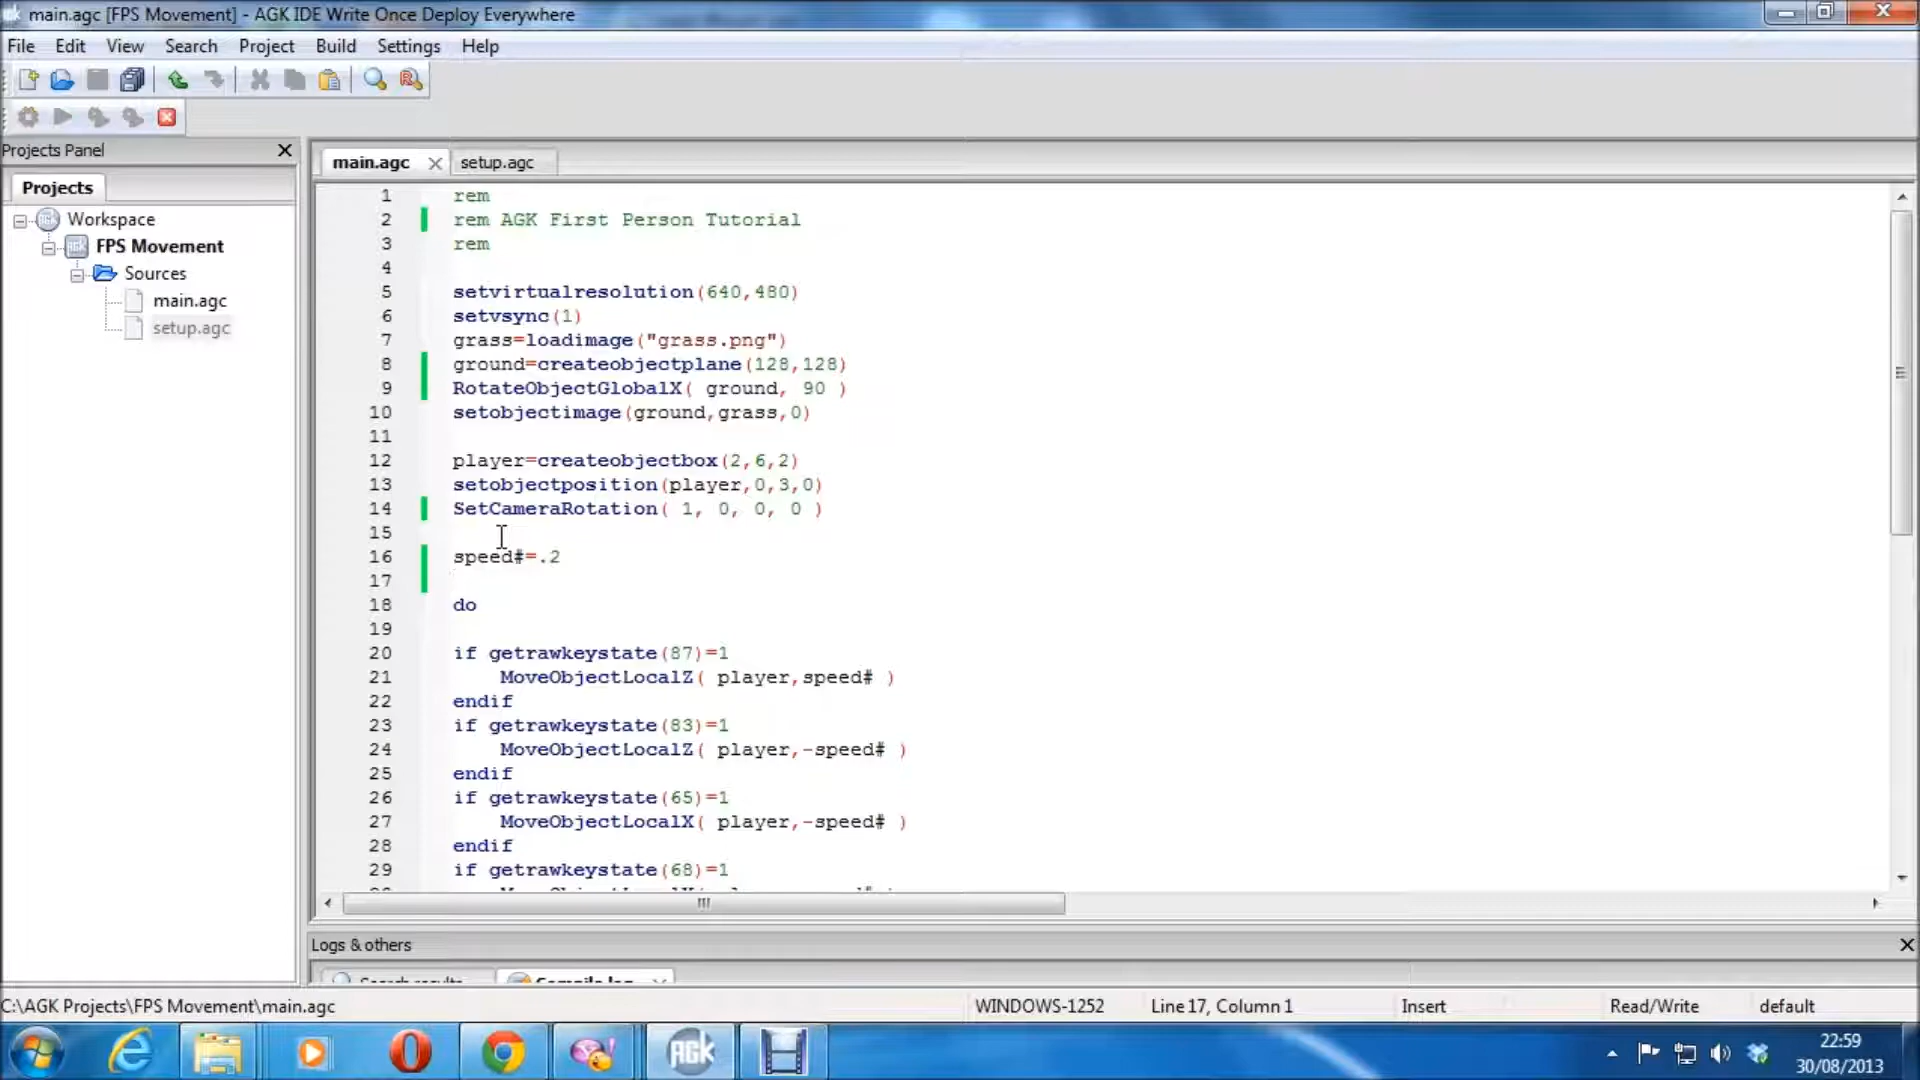 main.agc [FPS Movement] - AGK IDE Write Once Deploy Everywhere
File Edit View Search Project Build Settings Help
Projects Panel
Projects
Workspace
FPS Movement
Sources
main.agc
setup.agc
main.agc setup.agc
1 rem
2 rem AGK First Person Tutorial
3 rem
4
5 setvirtualresolution(640,480)
6 setvsync(1)
7 grass=loadimage("grass.png")
8 ground=createobjectplane(128,128)
9 RotateObjectGlobalX( ground, 90 )
10 setobjectimage(ground,grass,0)
11
12 player=createobjectbox(2,6,2)
13 setobjectposition(player,0,3,0)
14 SetCameraRotation( 1, 0, 0, 0 )
15
16 speed#=.2
17
18 do
19
20 if getrawkeystate(87)=1
21 MoveObjectLocalZ( player,speed# )
22 endif
23 if getrawkeystate(83)=1
24 MoveObjectLocalZ( player,-speed# )
25 endif
26 if getrawkeystate(65)=1
27 MoveObjectLocalX( player,-speed# )
28 endif
29 if getrawkeystate(68)=1
Logs & others
Search results Compile log
C:\AGK Projects\FPS Movement\main.agc WINDOWS-1252 Line 17, Column 1 Insert Read/Write default
AGK
22:59
30/08/2013